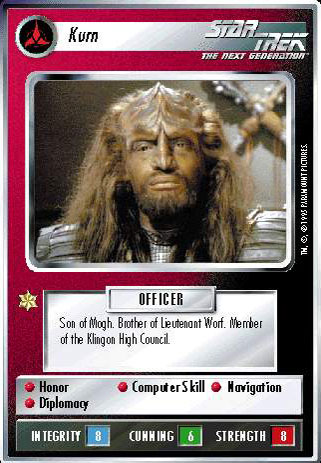 Kurn
STAR TREK
THE NEXT GENERATION®
TM, ®, © 1995 PARAMOUNT PICTURES.
OFFICER
Son of Mogh. Brother of Lieutenant Worf. Member
of the Klingon High Council.
Honor Computer Skill Navigation
Diplomacy
INTEGRITY 8 CUNNING 6 STRENGTH 8